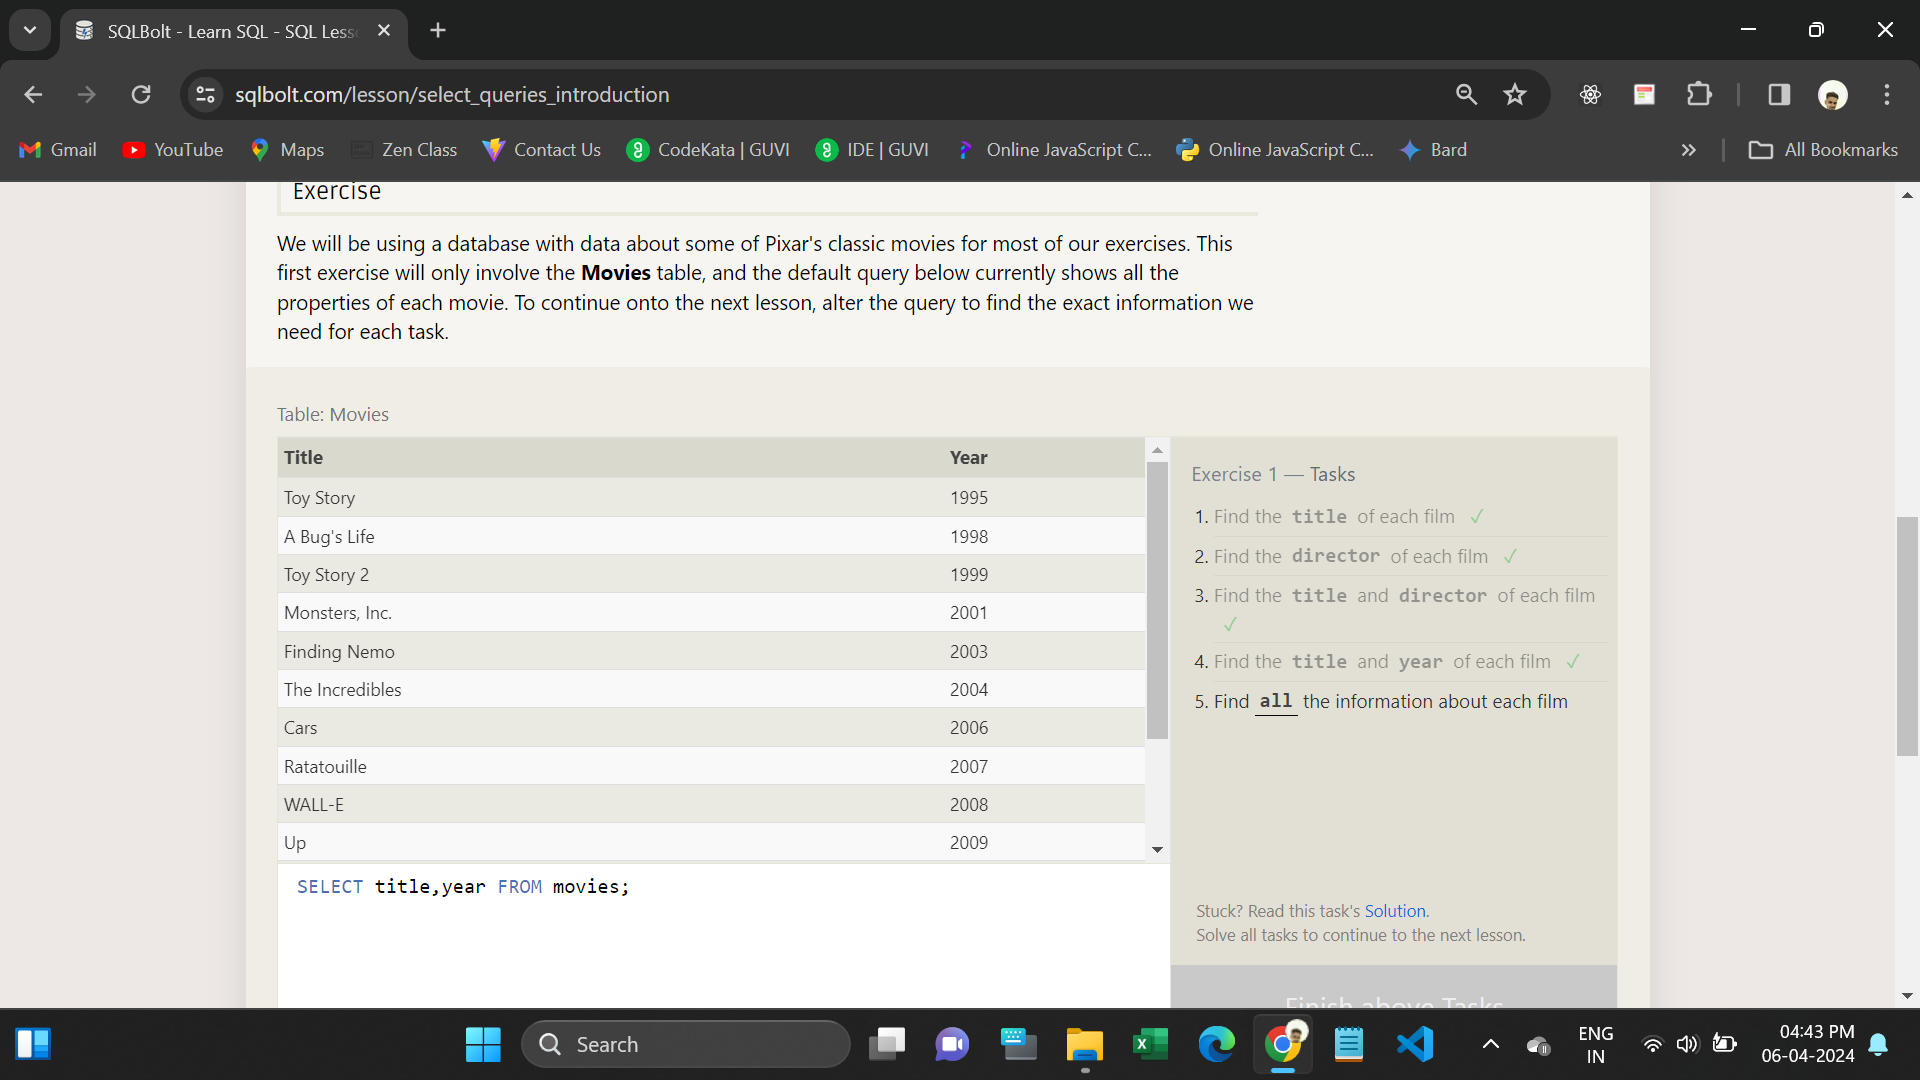 SQLBolt - Learn SQL - SQL Less
sqlbolt.com/lesson/select_queries_introduction
Gmail YouTube Maps Zen Class Contact Us CodeKata | GUVI IDE | GUVI Online JavaScript C... Online JavaScript C... Bard » All Bookmarks
Exercise
We will be using a database with data about some of Pixar's classic movies for most of our exercises. This
first exercise will only involve the Movies table, and the default query below currently shows all the
properties of each movie. To continue onto the next lesson, alter the query to find the exact information we
need for each task.
Table: Movies
Title Year
Toy Story 1995
A Bug's Life 1998
Toy Story 2 1999
Monsters, Inc. 2001
Finding Nemo 2003
The Incredibles 2004
Cars 2006
Ratatouille 2007
WALL-E 2008
Up 2009
SELECT title,year FROM movies;
Exercise 1 — Tasks
1. Find the title of each film ✓
2. Find the director of each film ✓
3. Find the title and director of each film
✓
4. Find the title and year of each film ✓
5. Find all the information about each film
Stuck? Read this task's Solution.
Solve all tasks to continue to the next lesson.
Finish above Tasks
Search
ENG
IN
04:43 PM
06-04-2024